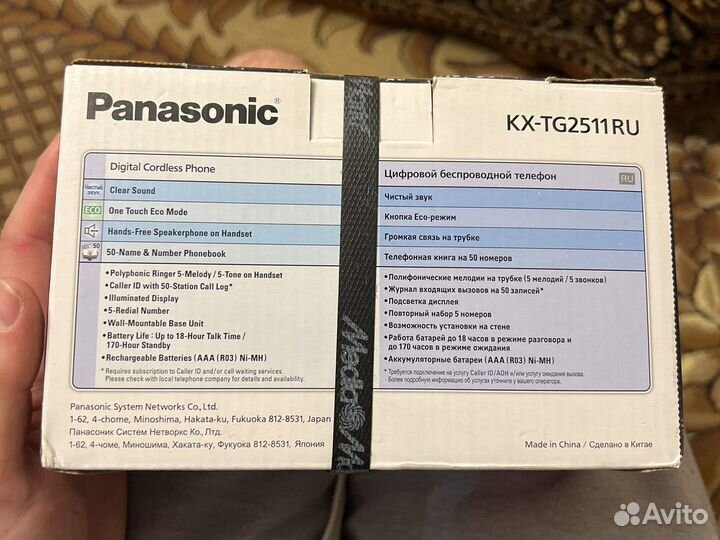 Panasonic®
KX-TG2511RU
Digital Cordless Phone
Чистый звук
Clear Sound
ECO
One Touch Eco Mode
Hands-Free Speakerphone on Handset
50
50-Name & Number Phonebook
• Polyphonic Ringer 5-Melody / 5-Tone on Handset
• Caller ID with 50-Station Call Log*
• Illuminated Display
• 5-Redial Number
• Wall-Mountable Base Unit
• Battery Life : Up to 18-Hour Talk Time /
170-Hour Standby
• Rechargeable Batteries (AAA (R03) Ni-MH)
* Requires subscription to Caller ID and/or call waiting services.
Please check with local telephone company for details and availability.
Цифровой беспроводной телефон
RU
Чистый звук
Кнопка Eco-режим
Громкая связь на трубке
Телефонная книга на 50 номеров
• Полифонические мелодии на трубке (5 мелодий / 5 звонков)
• Журнал входящих вызовов на 50 записей*
• Подсветка дисплея
• Повторный набор 5 номеров
• Возможность установки на стене
• Работа батарей до 18 часов в режиме разговора и
до 170 часов в режиме ожидания
• Аккумуляторные батареи (AAA (R03) Ni-MH)
* Требуется подключение на услугу Caller ID/АОН и/или услугу ожидания вызова.
Более подробную информацию об услугах уточните у вашего оператора.
Panasonic System Networks Co., Ltd.
1-62, 4-chome, Minoshima, Hakata-ku, Fukuoka 812-8531, Japan
Панасоник Систем Нетворкс Ко., Лтд.
1-62, 4-чоме, Миношима, Хаката-ку, Фукуока 812-8531, Япония
Made in China / Сделано в Китае
Media M
Avito